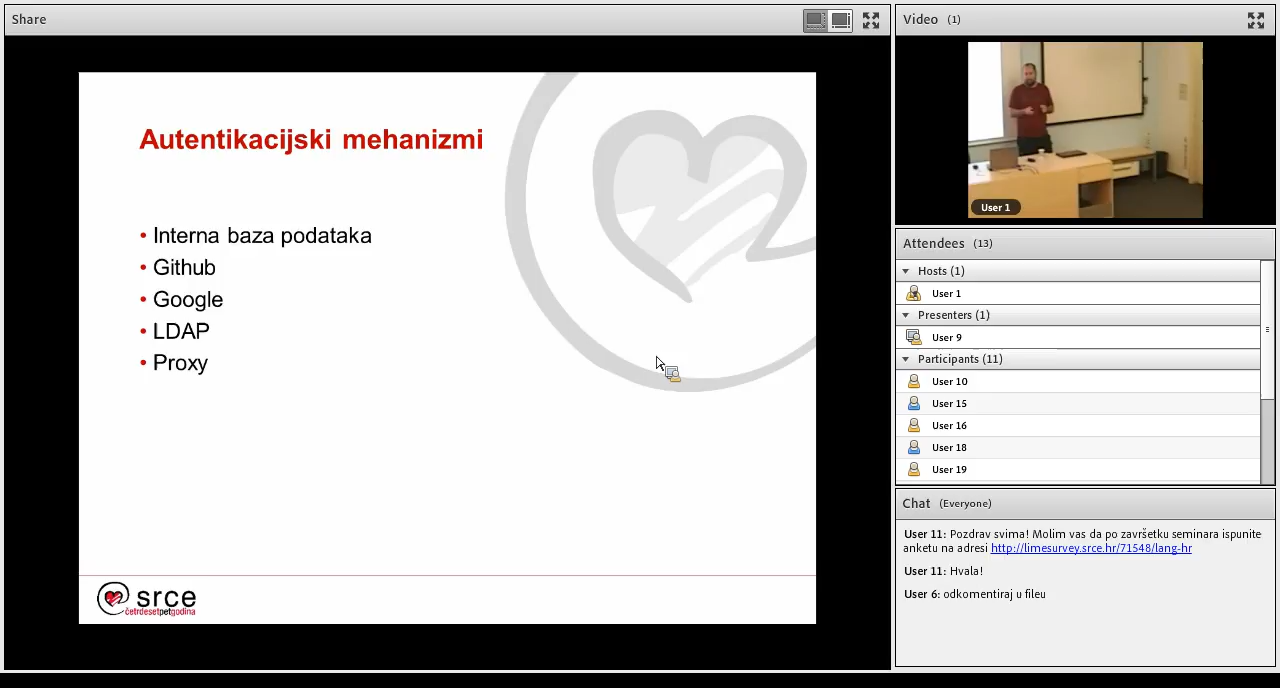 Share
Autentikacijski mehanizmi
• Interna baza podataka
• Github
• Google
• LDAP
• Proxy
srce
četrdesetpetgodina
Video (1)
User 1
Attendees (13)
Hosts (1)
User 1
Presenters (1)
User 9
Participants (11)
User 10
User 15
User 16
User 18
User 19
Chat (Everyone)
User 11: Pozdrav svima! Molim vas da po završetku seminara ispunite
anketu na adresi http://limesurvey.srce.hr/71548/lang-hr
User 11: Hvala!
User 6: odkomentiraj u fileu